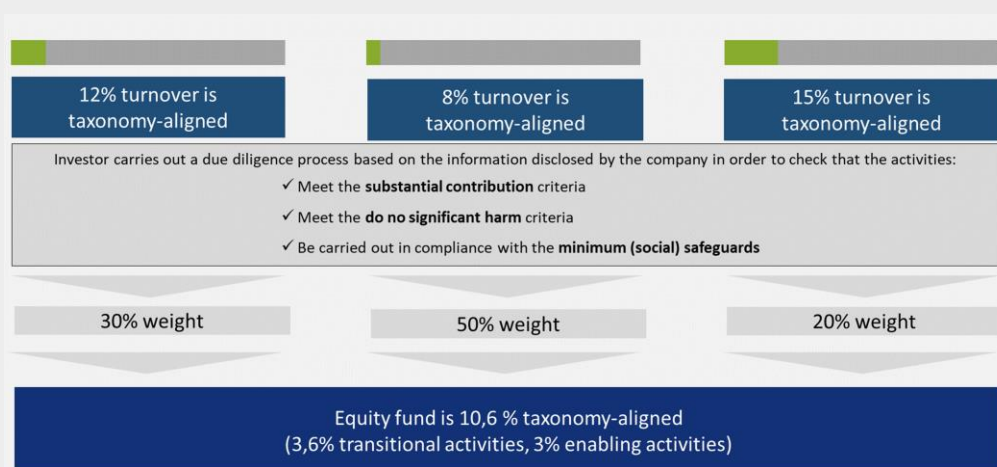 12% turnover is
taxonomy-aligned
8% turnover is
taxonomy-aligned
15% turnover is
taxonomy-aligned
Investor carries out a due diligence process based on the information disclosed by the company in order to check that the activities:
✓ Meet the substantial contribution criteria
✓ Meet the do no significant harm criteria
✓ Be carried out in compliance with the minimum (social) safeguards
30% weight
50% weight
20% weight
Equity fund is 10,6 % taxonomy-aligned
(3,6% transitional activities, 3% enabling activities)